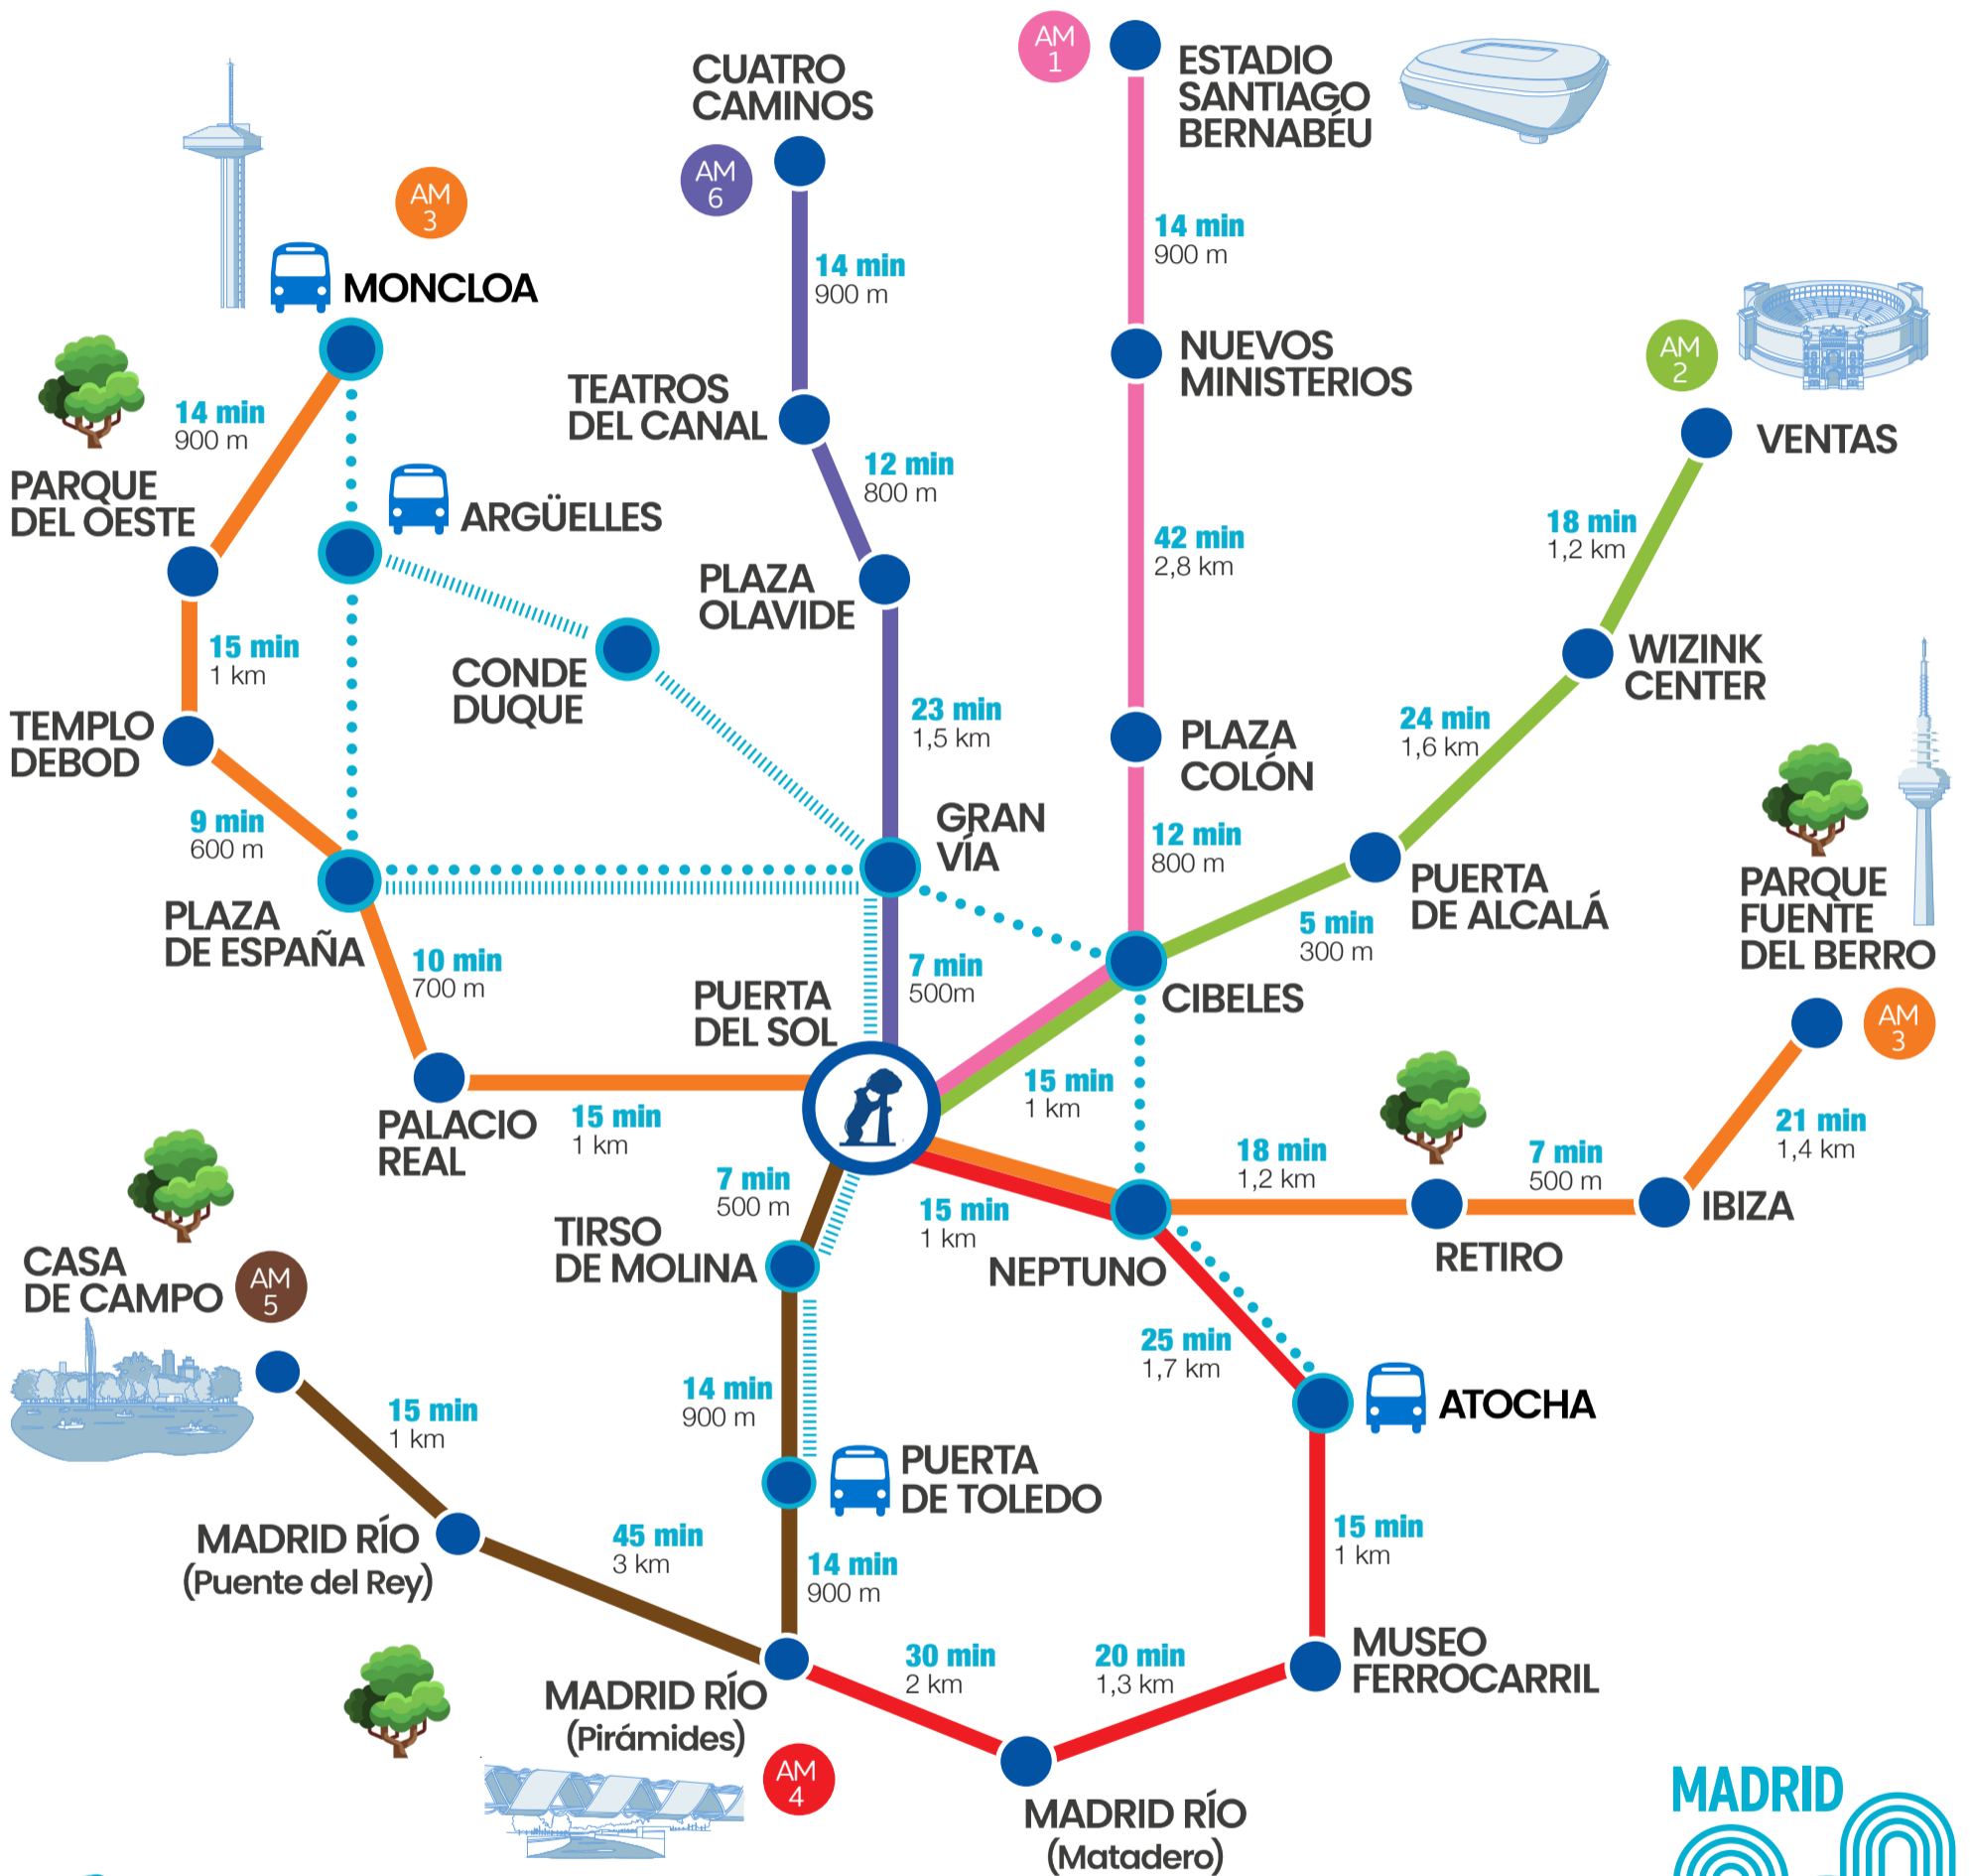 AM
1
ESTADIO
SANTIAGO
BERNABÉU
CUATRO
CAMINOS
AM
6
AM
3
MONCLOA
14 min
900 m
14 min
900 m
NUEVOS
MINISTERIOS
AM
2
VENTAS
TEATROS
DEL CANAL
14 min
900 m
PARQUE
DEL OESTE
ARGÜELLES
12 min
800 m
42 min
2,8 km
18 min
1,2 km
PLAZA
OLAVIDE
15 min
1 km
CONDE
DUQUE
WIZINK
CENTER
TEMPLO
DEBOD
23 min
1,5 km
PLAZA
COLÓN
24 min
1,6 km
9 min
600 m
GRAN
VÍA
12 min
800 m
PUERTA
DE ALCALÁ
PARQUE
FUENTE
DEL BERRO
PLAZA
DE ESPAÑA
10 min
700 m
7 min
500m
5 min
300 m
PUERTA
DEL SOL
CIBELES
AM
3
15 min
1 km
PALACIO
REAL
15 min
1 km
21 min
1,4 km
18 min
1,2 km
7 min
500 m
IBIZA
7 min
500 m
15 min
1 km
RETIRO
TIRSO
DE MOLINA
NEPTUNO
CASA
DE CAMPO
AM
5
25 min
1,7 km
ATOCHA
15 min
1 km
14 min
900 m
PUERTA
DE TOLEDO
MADRID RÍO
(Puente del Rey)
45 min
3 km
14 min
900 m
15 min
1 km
MUSEO
FERROCARRIL
30 min
2 km
20 min
1,3 km
MADRID RÍO
(Pirámides)
AM
4
MADRID RÍO
(Matadero)
MADRID